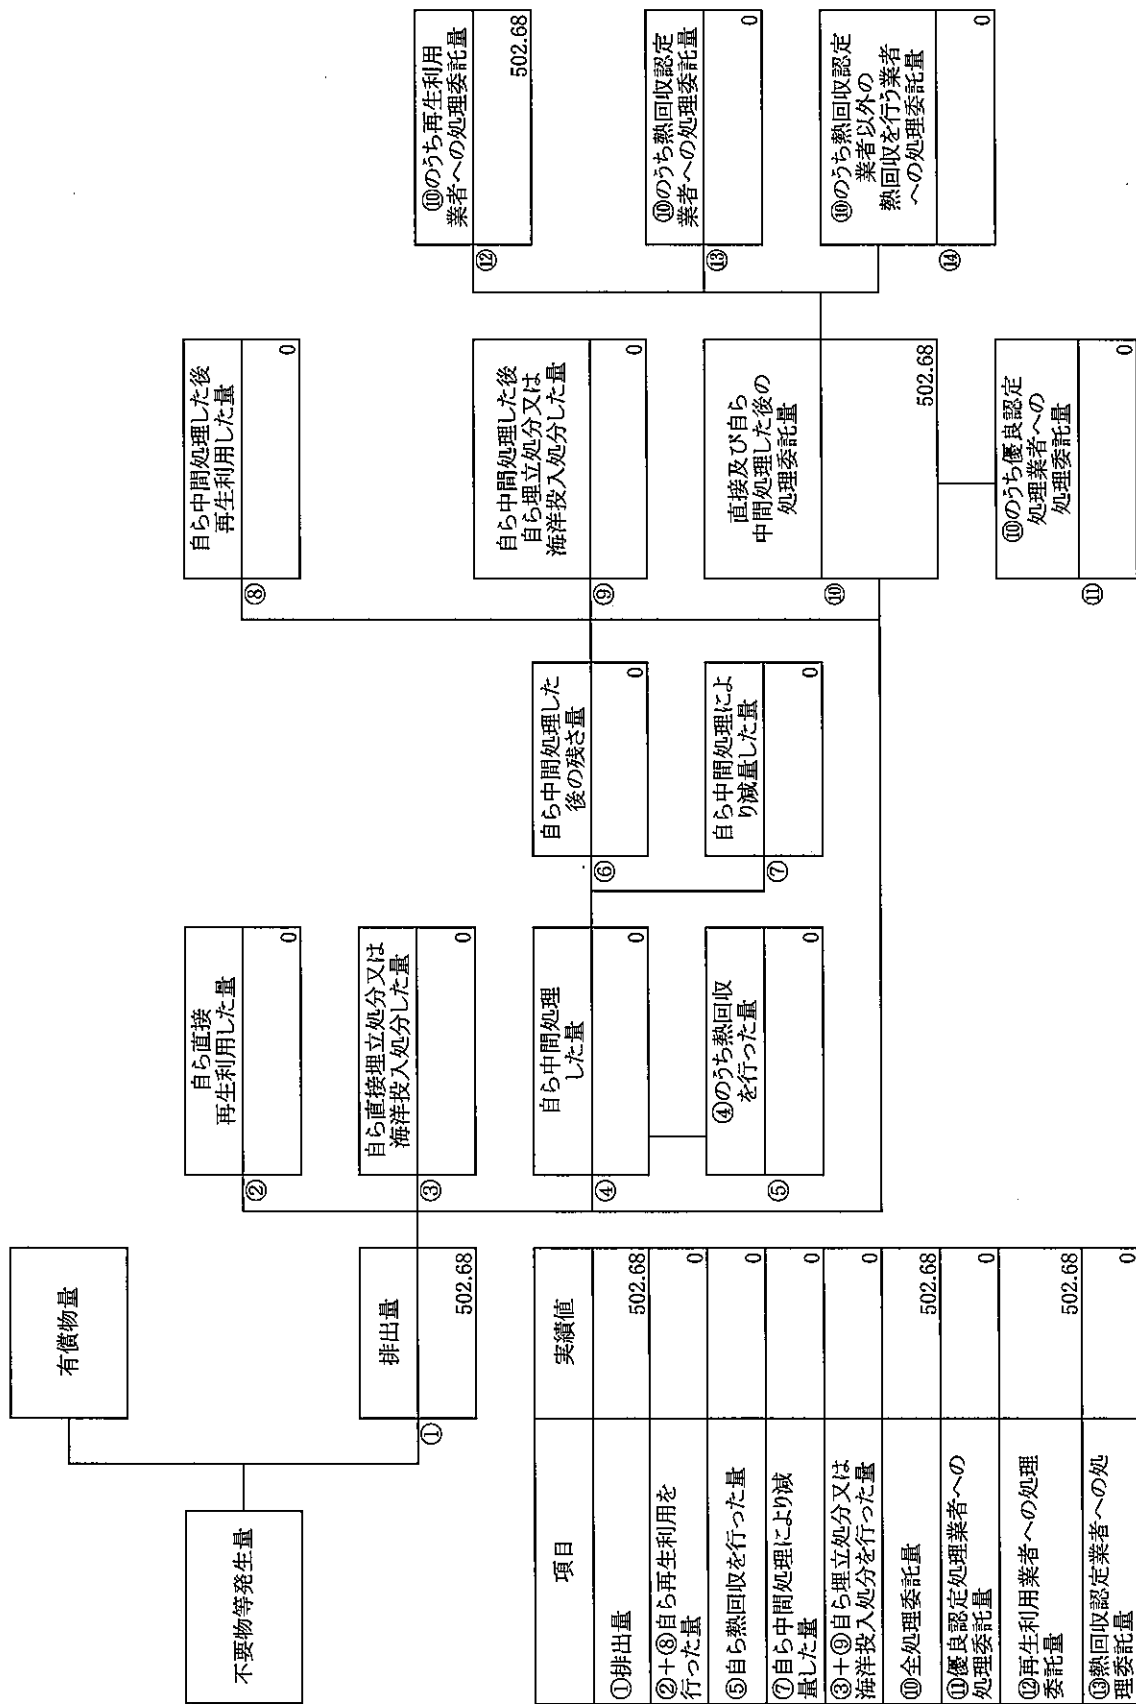 不要物等発生量
有償物量
排出量
①
502.68
自ら直接
再生利用した量
②
0
自ら直接埋立処分又は
海洋投入処分した量
③
0
自ら中間処理
した量
④
0
④のうち熱回収
を行った量
⑤
0
自ら中間処理した
後の残さ量
⑥
0
自ら中間処理によ
り減量した量
⑦
0
自ら中間処理した後
再生利用した量
⑧
0
自ら中間処理した後
自ら埋立処分又は
海洋投入処分した量
⑨
0
直接及び自ら
中間処理した後の
処理委託量
⑩
502.68
⑩のうち優良認定
処理業者への
処理委託量
⑪
0
⑩のうち再生利用
業者への処理委託量
⑫
502.68
⑩のうち熱回収認定
業者への処理委託量
⑬
0
⑩のうち熱回収認定
業者以外の
熱回収を行う業者
への処理委託量
⑭
0
項目 実績値
①排出量 502.68
②+⑧自ら再生利用を
行った量 0
⑤自ら熱回収を行った量 0
⑦自ら中間処理により減
量した量 0
③+⑨自ら埋立処分又は
海洋投入処分を行った量 0
⑩全処理委託量 502.68
⑪優良認定処理業者への
処理委託量 0
⑫再生利用業者への処理
委託量 502.68
⑬熱回収認定業者への処
理委託量 0